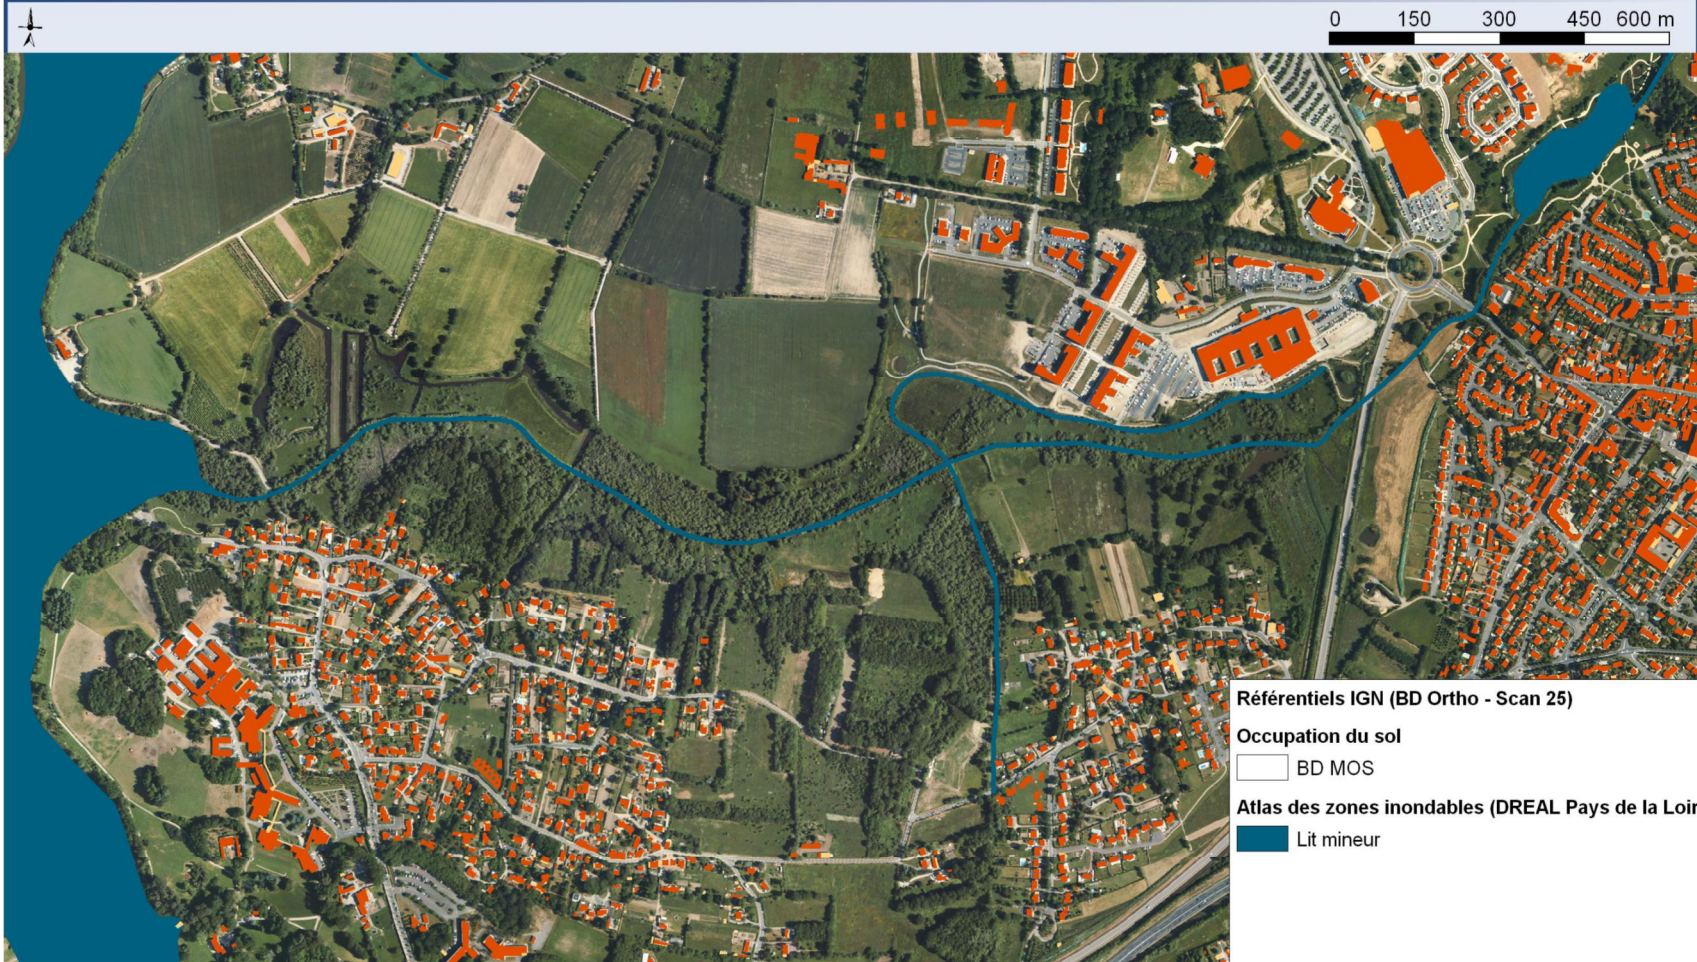 0 150 300 450 600 m
Référentiels IGN (BD Ortho - Scan 25)
Occupation du sol
BD MOS
Atlas des zones inondables (DREAL Pays de la Loir
Lit mineur